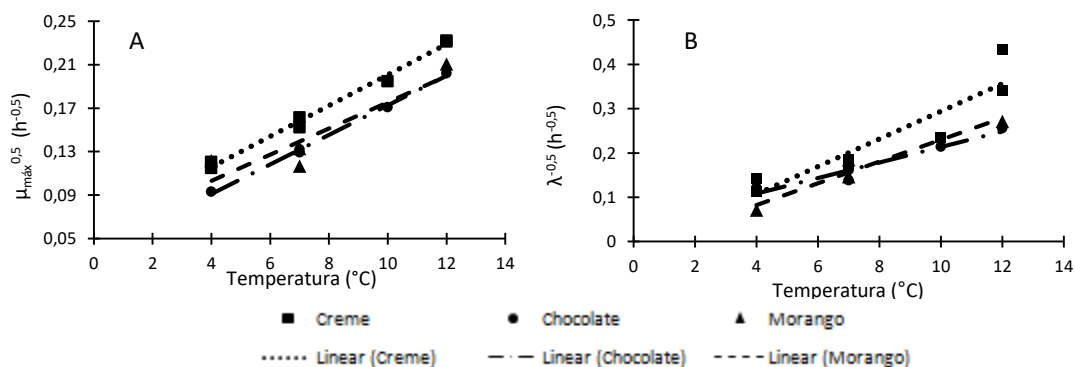 A
0,25
0,21
0,17
0,13
0,09
0,05
μmáx^0,5 (h^-0,5)
0 2 4 6 8 10 12 14
Temperatura (°C)
B
0,5
0,4
0,3
0,2
0,1
0
λ^-0,5 (h^-0,5)
0 2 4 6 8 10 12 14
Temperatura (°C)
Creme Chocolate Morango
Linear (Creme) Linear (Chocolate) Linear (Morango)